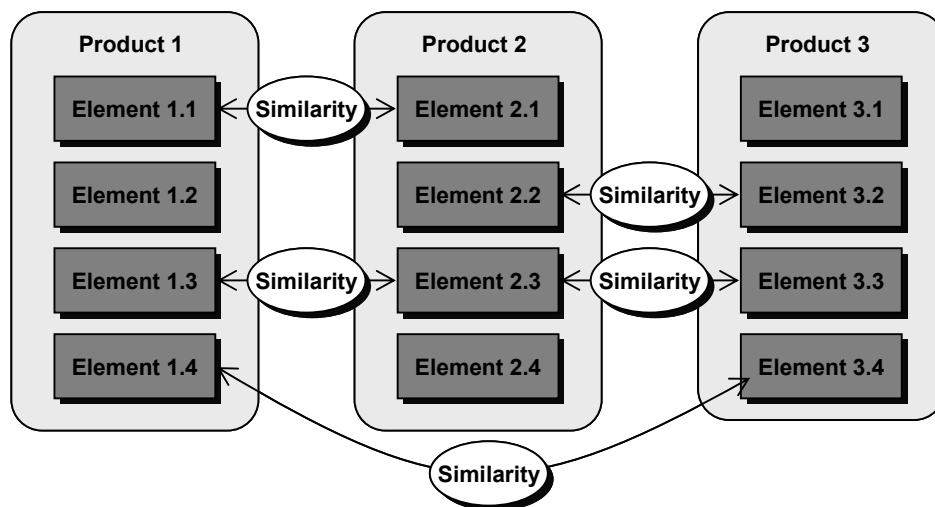 Product 1
Product 2
Product 3
Element 1.1
Similarity
Element 2.1
Element 3.1
Element 1.2
Element 2.2
Similarity
Element 3.2
Element 1.3
Similarity
Element 2.3
Similarity
Element 3.3
Element 1.4
Element 2.4
Element 3.4
Similarity